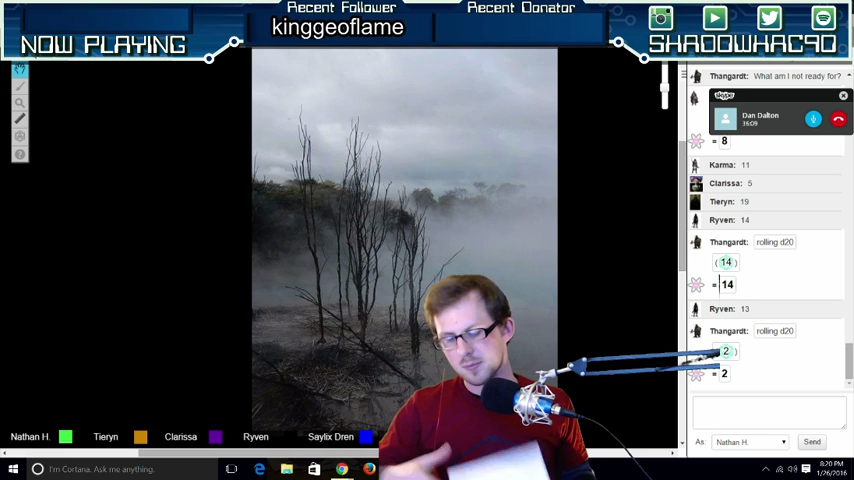 Recent Follower
Recent Donator
kinggeoflame
NOW PLAYING
SHADOWHAC90
Thangardt: What am I not ready for?
skype
Dan Dalton
36:09
= 8
Karma: 11
Clarissa: 5
Tieryn: 19
Ryven: 14
Thangardt: rolling d20
(14)
= 14
Ryven: 13
Thangardt: rolling d20
2)
= 2
Nathan H.
Tieryn
Clarissa
Ryven
Saylix Dren
As: Nathan H.
Send
I'm Cortana. Ask me anything.
8:20 PM
1/26/2016